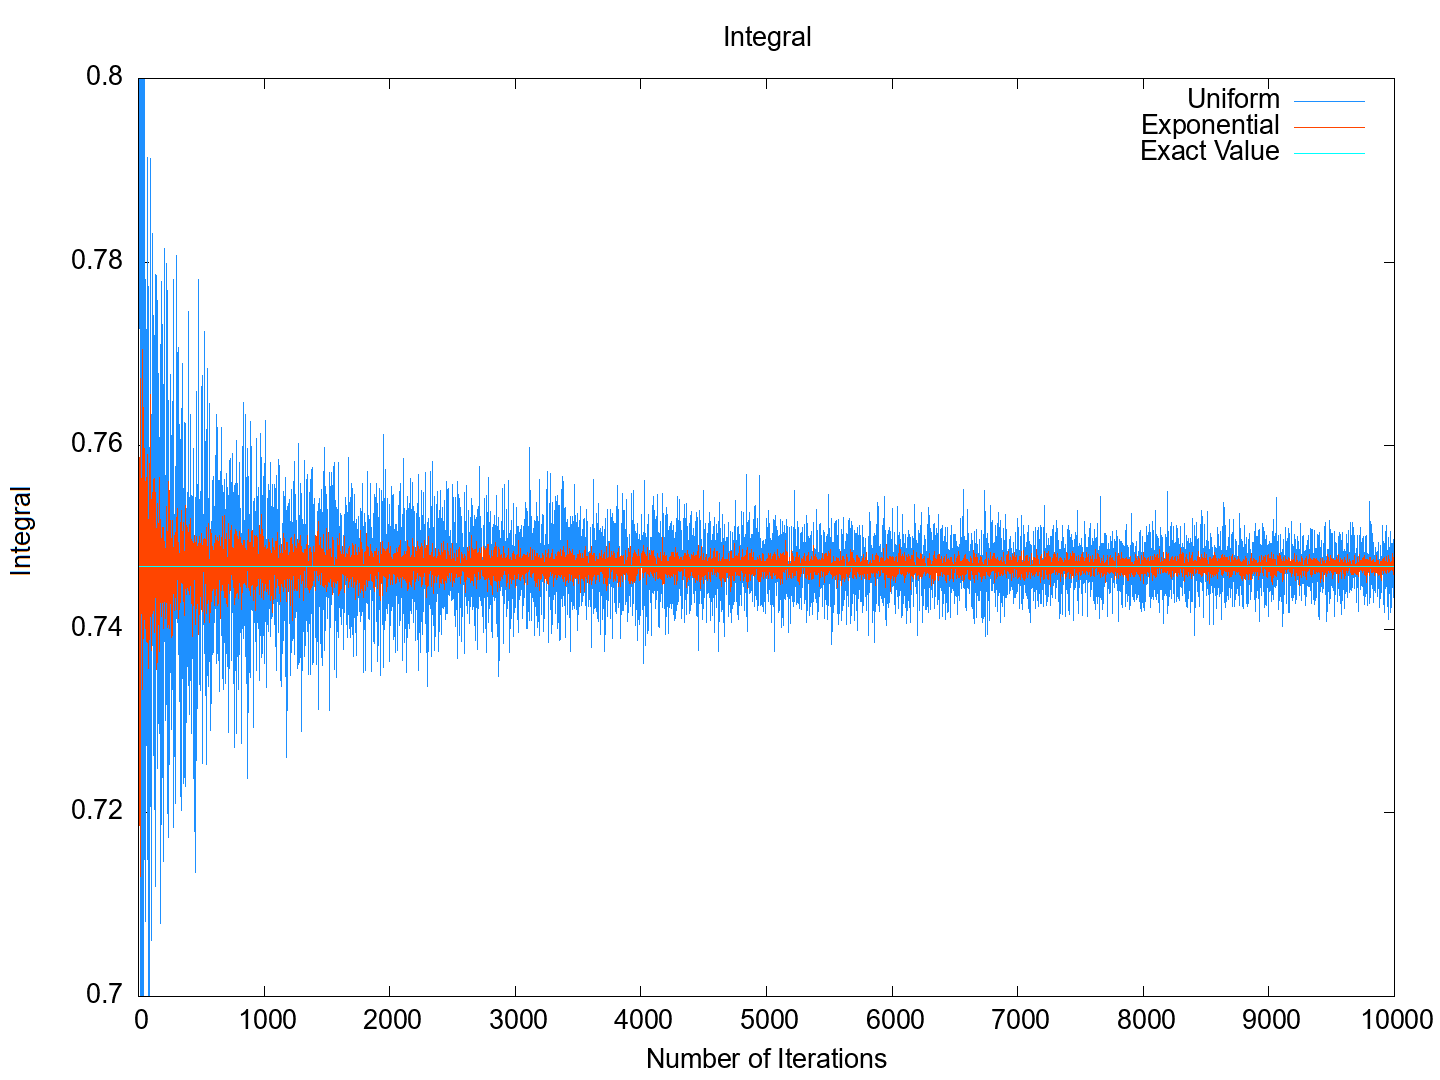 Integral
0.8
0.78
0.76
0.74
0.72
0.7
Integral
Uniform
Exponential
Exact Value
0 1000 2000 3000 4000 5000 6000 7000 8000 9000 10000
Number of Iterations